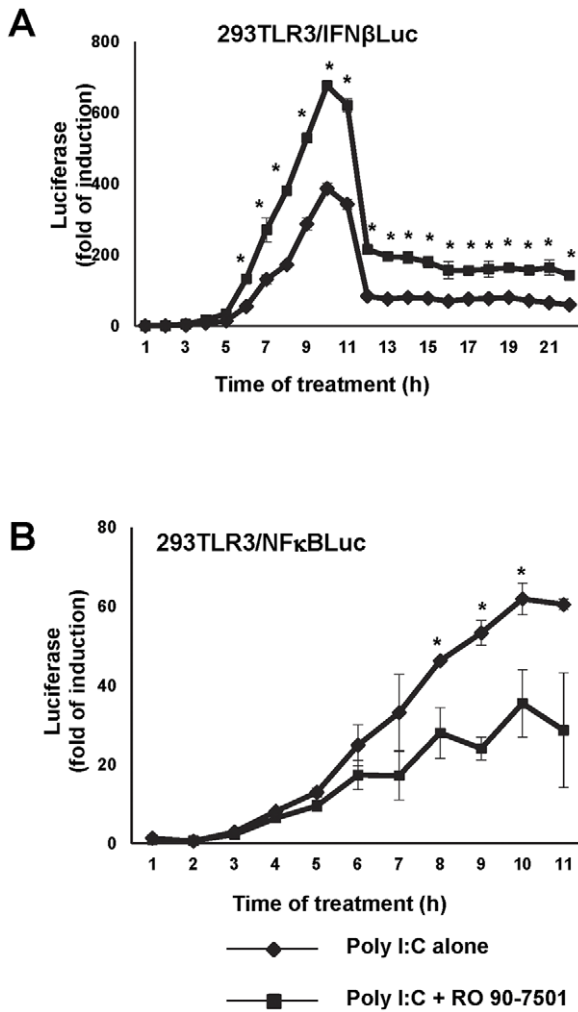 A
293TLR3/IFNβLuc
Luciferase
(fold of induction)
800
600
400
200
0
* * * * * * * * * * * * * * * * *
1 3 5 7 9 11 13 15 17 19 21
Time of treatment (h)
B
293TLR3/NFκBLuc
Luciferase
(fold of induction)
80
60
40
20
0
* * *
1 2 3 4 5 6 7 8 9 10 11
Time of treatment (h)
Poly I:C alone
Poly I:C + RO 90-7501